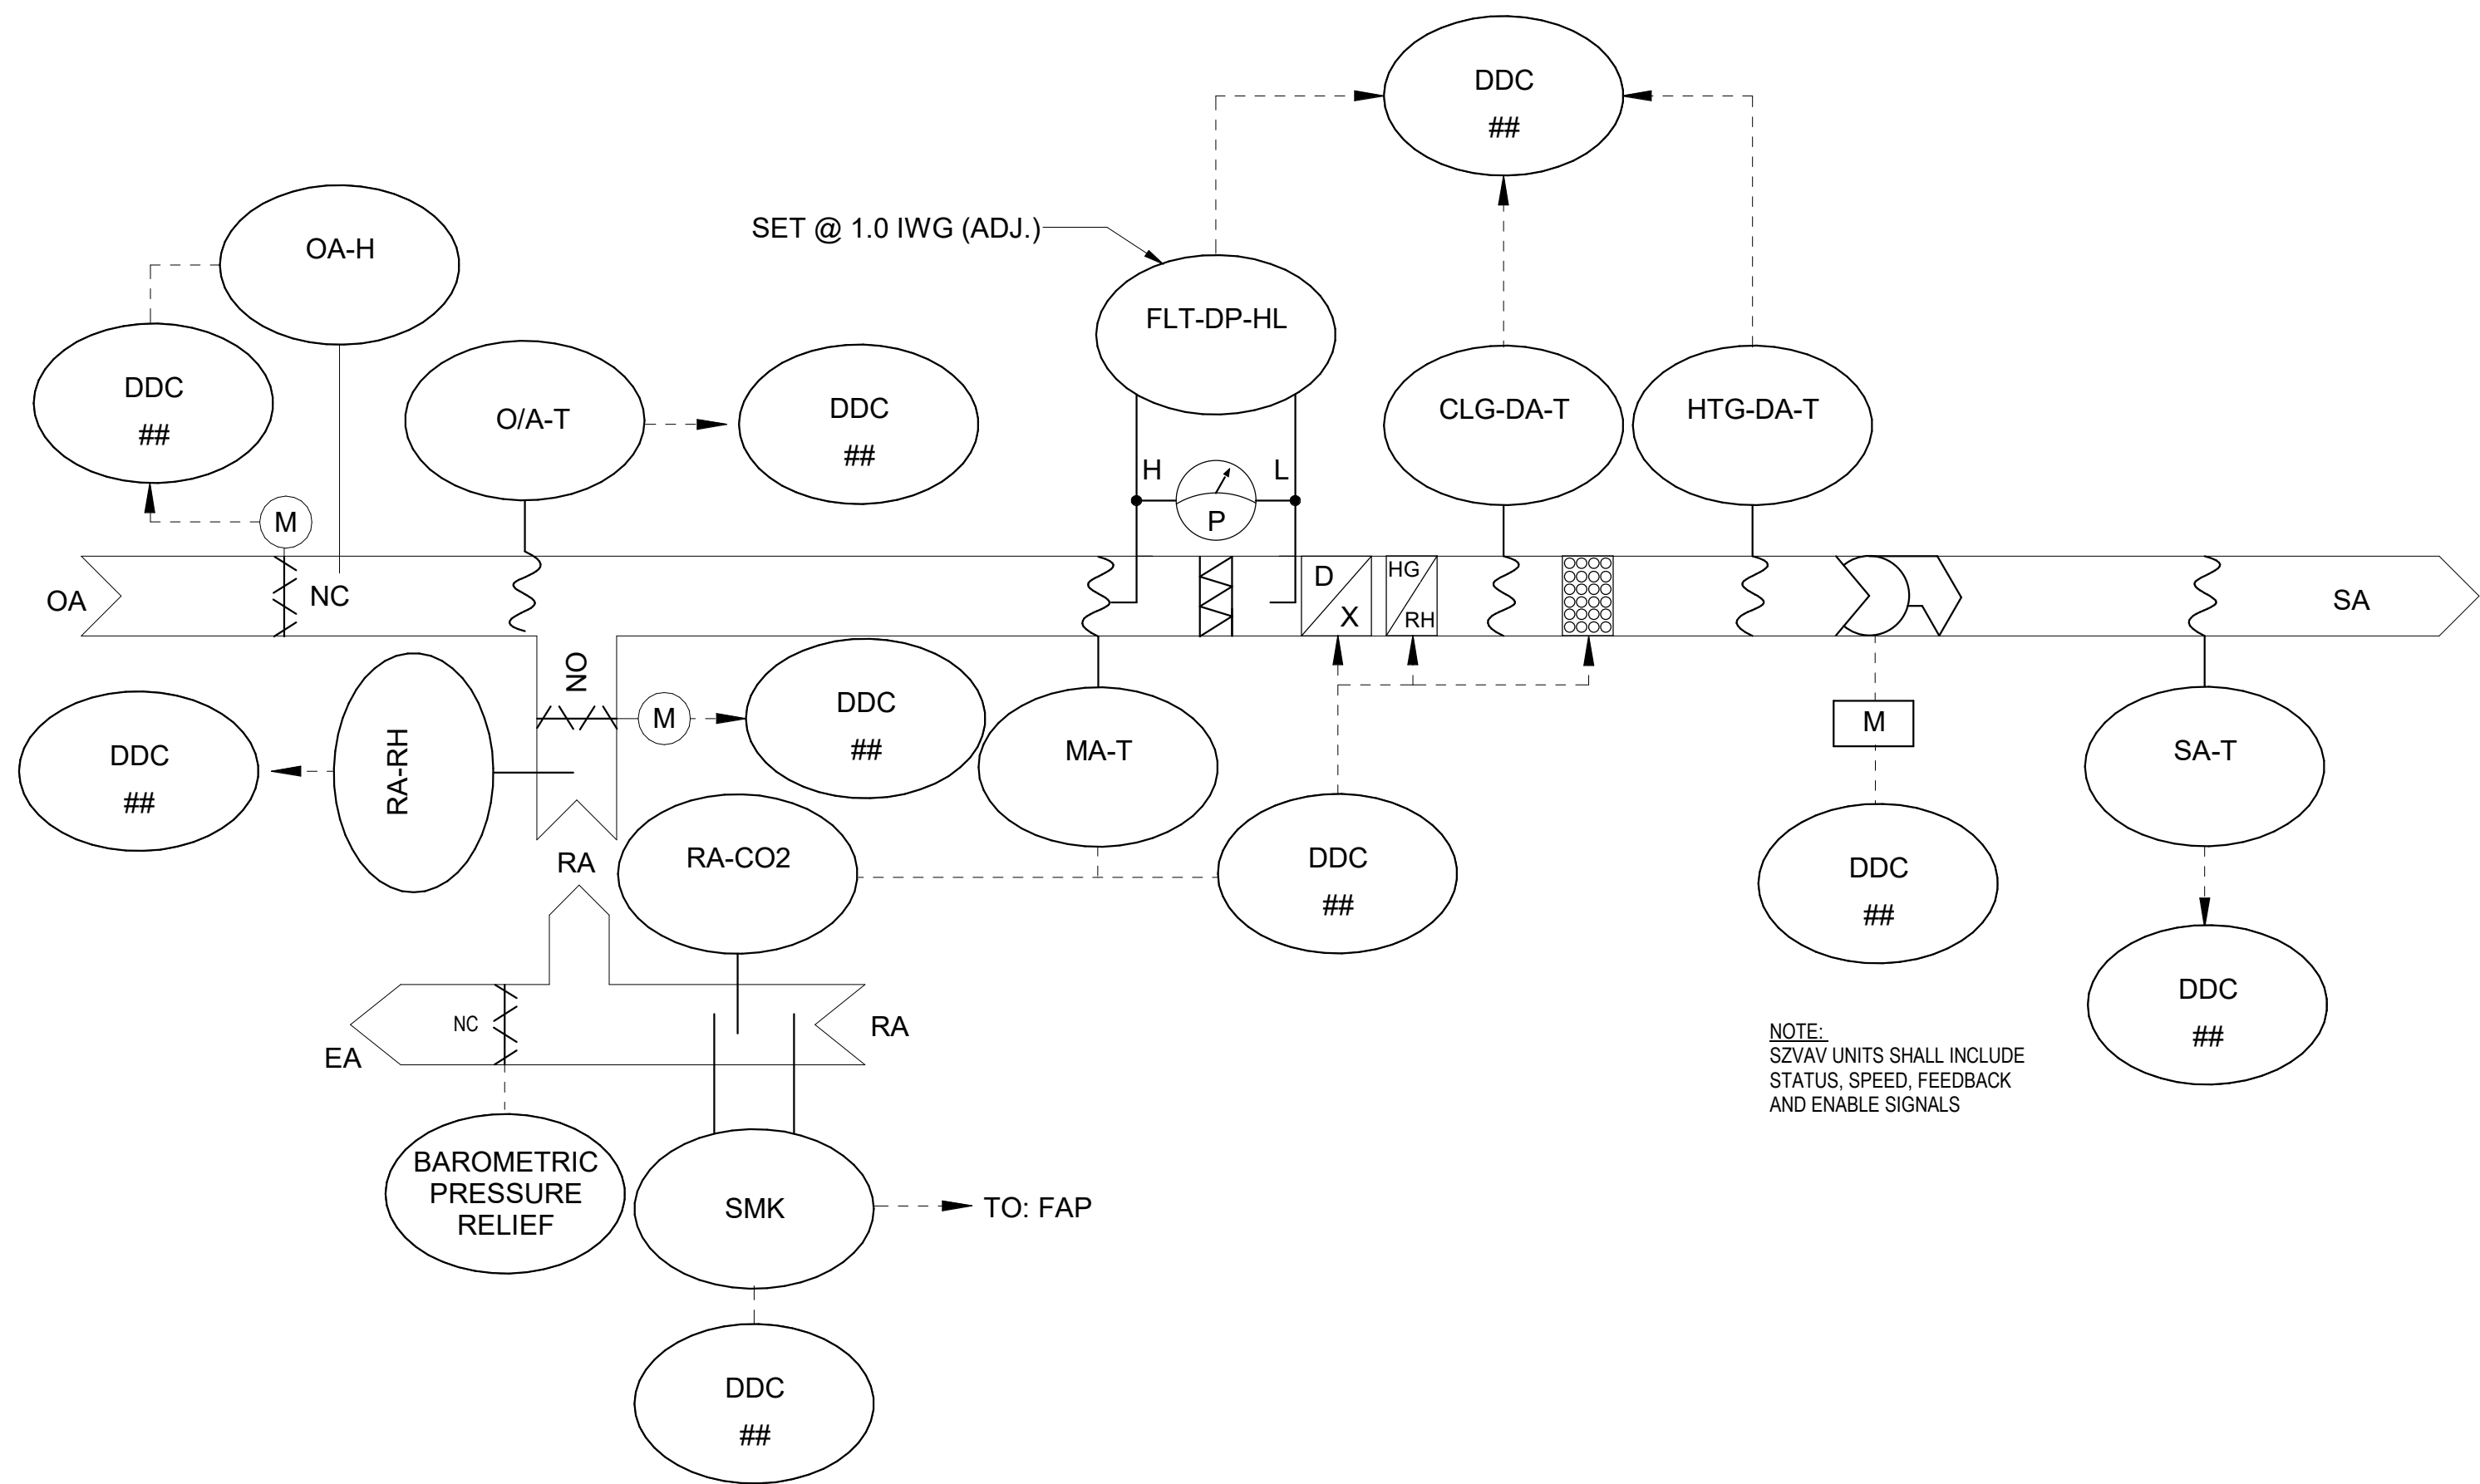 DDC
##
SET @ 1.0 IWG (ADJ.)
OA-H
FLT-DP-HL
DDC
##
O/A-T
DDC
##
CLG-DA-T
HTG-DA-T
H
L
P
M
OA
NC
D
X
HG
RH
SA
NO
DDC
##
RA-RH
M
DDC
##
MA-T
M
SA-T
RA
RA-CO2
DDC
##
DDC
##
NC
EA
RA
DDC
##
NOTE:
SZVAV UNITS SHALL INCLUDE
STATUS, SPEED, FEEDBACK
AND ENABLE SIGNALS
BAROMETRIC
PRESSURE
RELIEF
SMK
TO: FAP
DDC
##